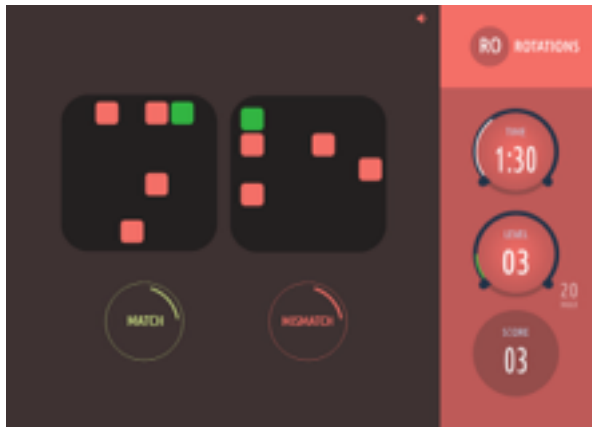 RO ROTATIONS
TIME
1:30
LEVEL
03
20
SCORE
03
MATCH
MISMATCH